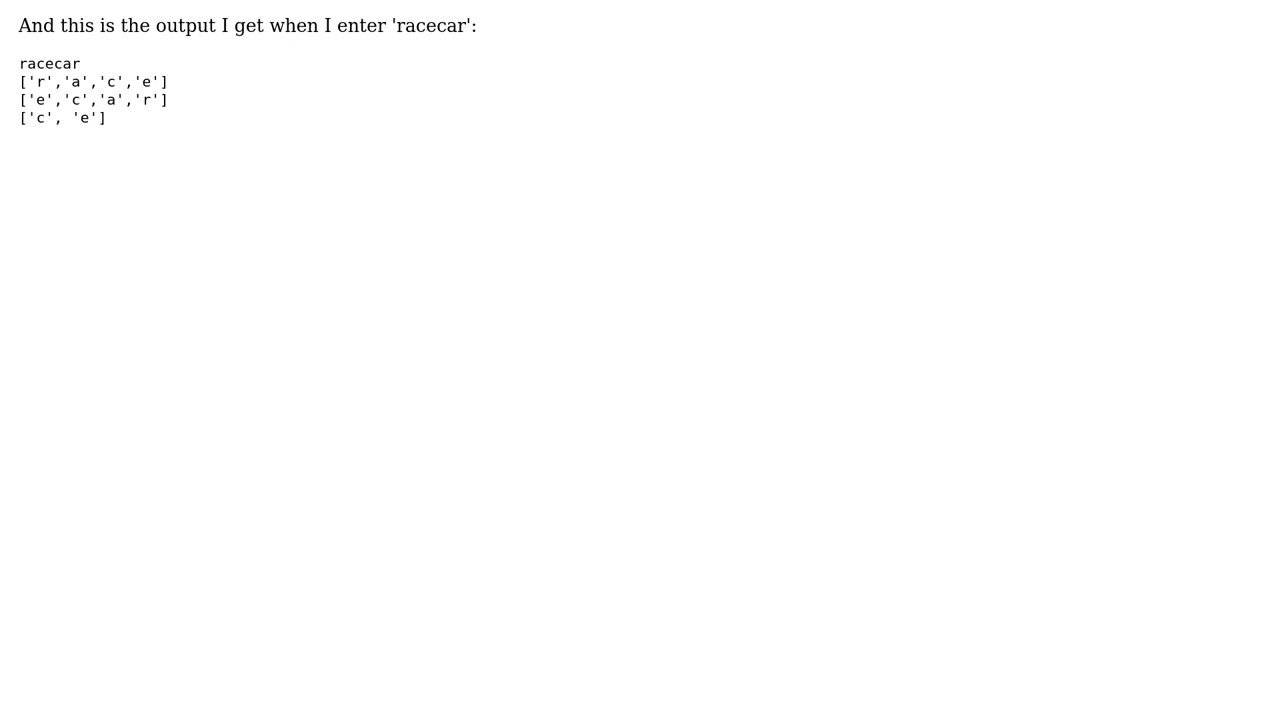 And this is the output I get when I enter 'racecar':
racecar
['r','a','c','e']
['e','c','a','r']
['c', 'e']